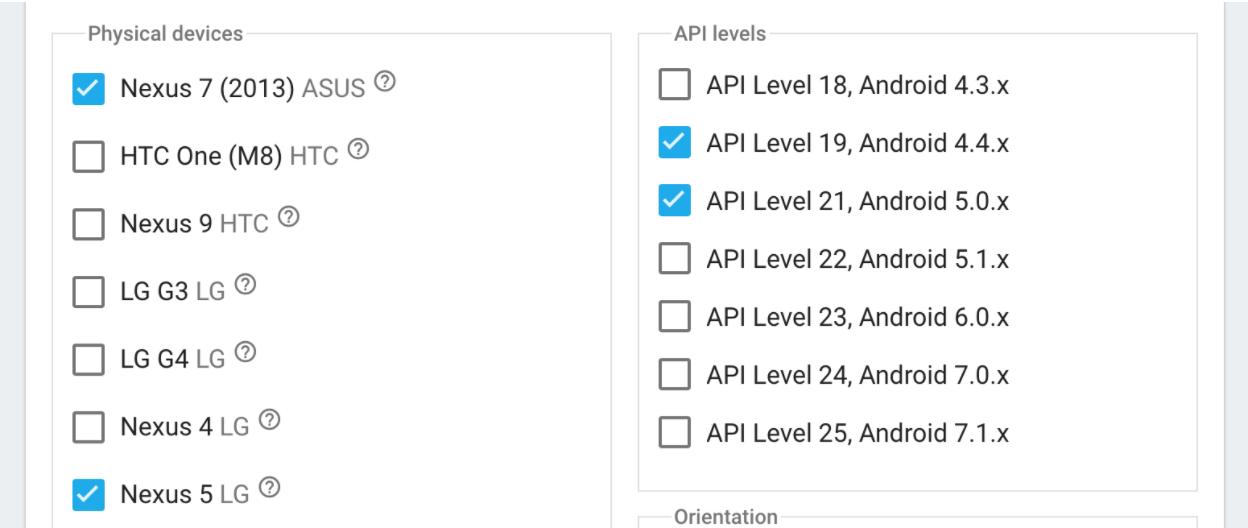 Physical devices
Nexus 7 (2013) ASUS ?
HTC One (M8) HTC ?
Nexus 9 HTC ?
LG G3 LG ?
LG G4 LG ?
Nexus 4 LG ?
Nexus 5 LG ?
API levels
API Level 18, Android 4.3.x
API Level 19, Android 4.4.x
API Level 21, Android 5.0.x
API Level 22, Android 5.1.x
API Level 23, Android 6.0.x
API Level 24, Android 7.0.x
API Level 25, Android 7.1.x
Orientation